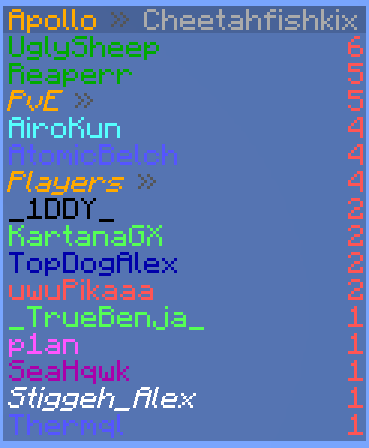 Apollo » Cheetahfishkix
UglySheep 6
Reaperr 5
PvE » 5
AiroKun 4
AtomicBelch 4
Players » 4
_1DDY_ 2
KartanaGX 2
TopDogAlex 2
uwuPikaaa 2
_TrueBenja_ 1
p1an 1
SeaHqwk 1
Stiggeh_Alex 1
Thermql 1